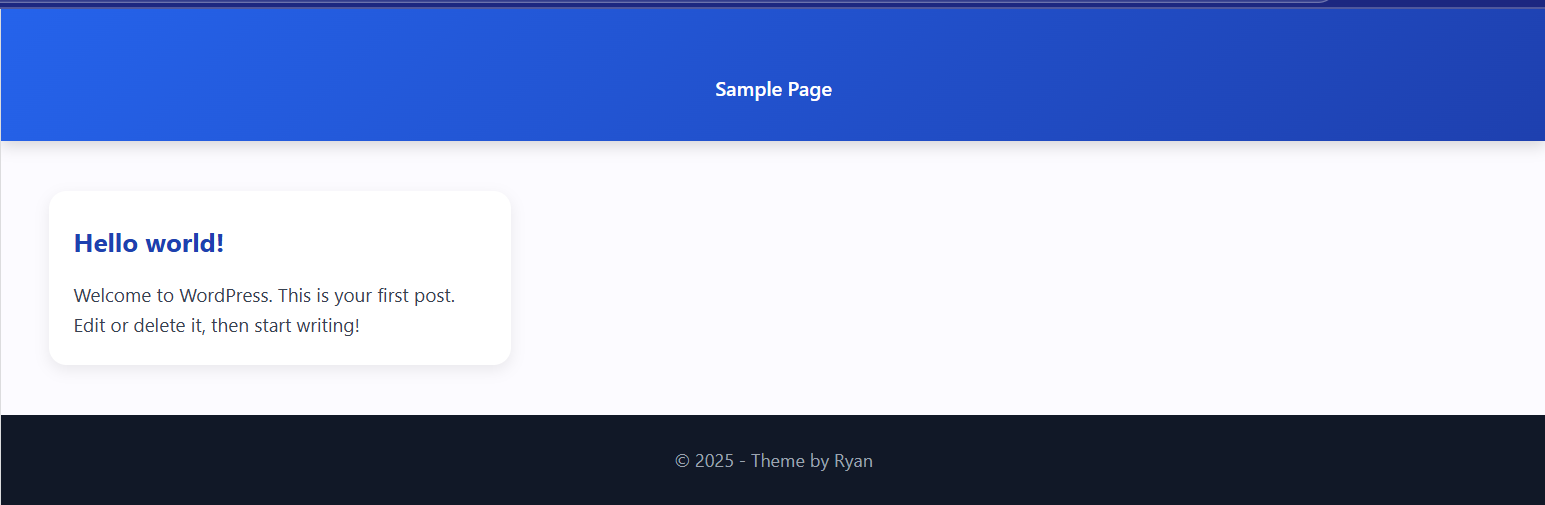 Sample Page
Hello world!
Welcome to WordPress. This is your first post.
Edit or delete it, then start writing!
© 2025 - Theme by Ryan